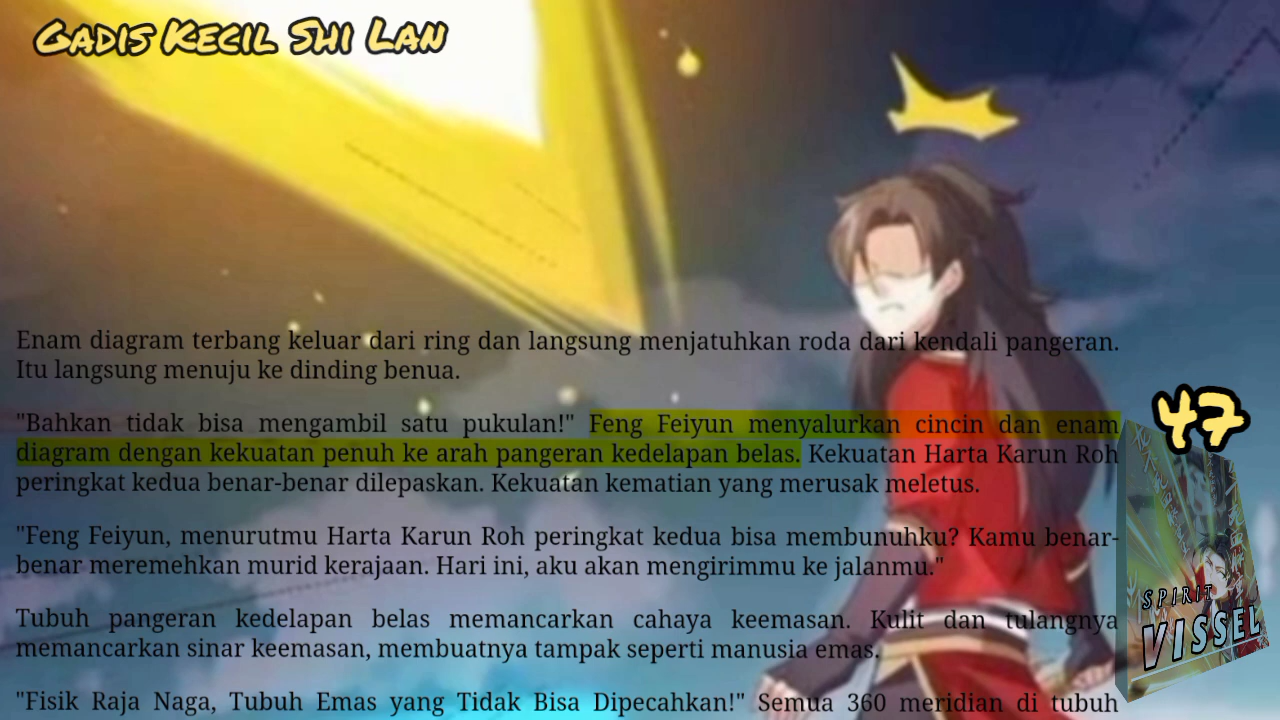 Gadis Kecil Shi Lan
Enam diagram terbang keluar dari ring dan langsung menjatuhkan roda dari kendali pangeran.
Itu langsung menuju ke dinding benua.
"Bahkan tidak bisa mengambil satu pukulan!" Feng Feiyun menyalurkan cincin dan enam
diagram dengan kekuatan penuh ke arah pangeran kedelapan belas. Kekuatan Harta Karun Roh
peringkat kedua benar-benar dilepaskan. Kekuatan kematian yang merusak meletus.
"Feng Feiyun, menurutmu Harta Karun Roh peringkat kedua bisa membunuhku? Kamu benar-
benar meremehkan murid kerajaan. Hari ini, aku akan mengirimmu ke jalanmu."
Tubuh pangeran kedelapan belas memancarkan cahaya keemasan. Kulit dan tulangnya
memancarkan sinar keemasan, membuatnya tampak seperti manusia emas.
"Fisik Raja Naga, Tubuh Emas yang Tidak Bisa Dipecahkan!" Semua 360 meridian di tubuh
47
SPIRIT
VISSEL